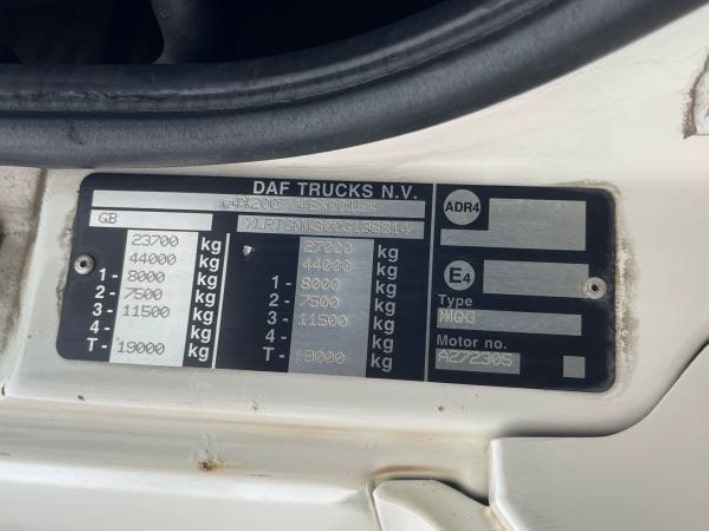 DAF TRUCKS N.V.
GB
23700 kg
44000 kg
1 - 8000 kg
2 - 7500 kg
3 - 11500 kg
4 - kg
T - 19000 kg
27000 kg
44000 kg
1 - 8000 kg
2 - 7500 kg
3 - 11500 kg
4 - kg
T - 19000 kg
ADR4
E4
Type
M4GN3
Motor no.
A272305